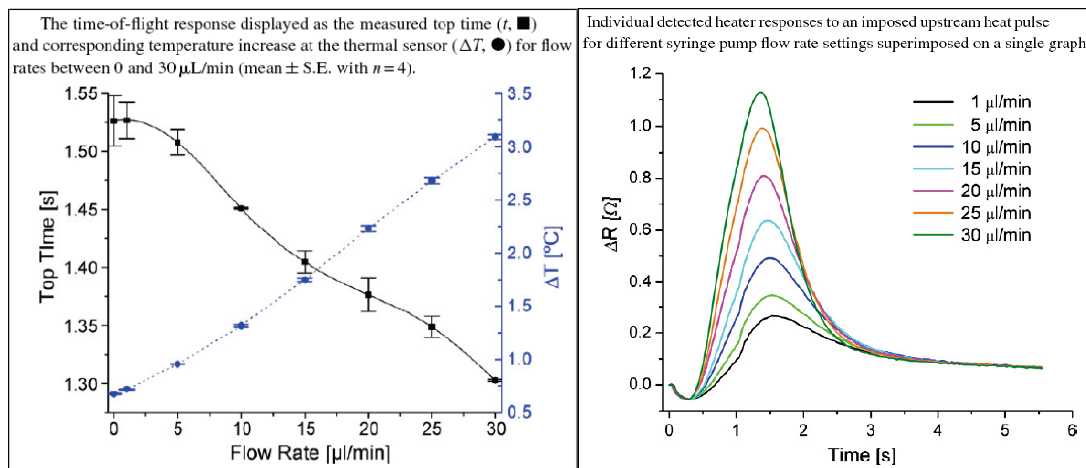 The time-of-flight response displayed as the measured top time (t, ■)
and corresponding temperature increase at the thermal sensor (ΔT, ●) for flow
rates between 0 and 30 µL/min (mean ± S.E. with n = 4).
1.55
1.50
1.45
1.40
1.35
1.30
Top Time [s]
3.5
3.0
2.5
2.0
1.5
1.0
0.5
ΔT [ºC]
0 5 10 15 20 25 30
Flow Rate [µl/min]
Individual detected heater responses to an imposed upstream heat pulse
for different syringe pump flow rate settings superimposed on a single graph
1.2
1.0
0.8
0.6
0.4
0.2
0.0
ΔR [Ω]
1 µl/min
5 µl/min
10 µl/min
15 µl/min
20 µl/min
25 µl/min
30 µl/min
0 1 2 3 4 5 6
Time [s]